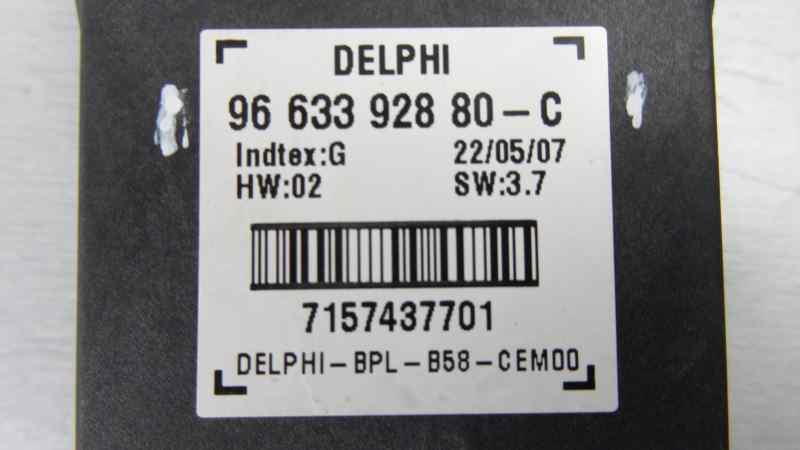 DELPHI
96 633 928 80-C
Indtex:G 22/05/07
HW:02 SW:3.7
7157437701
DELPHI-BPL-B58-CEM00